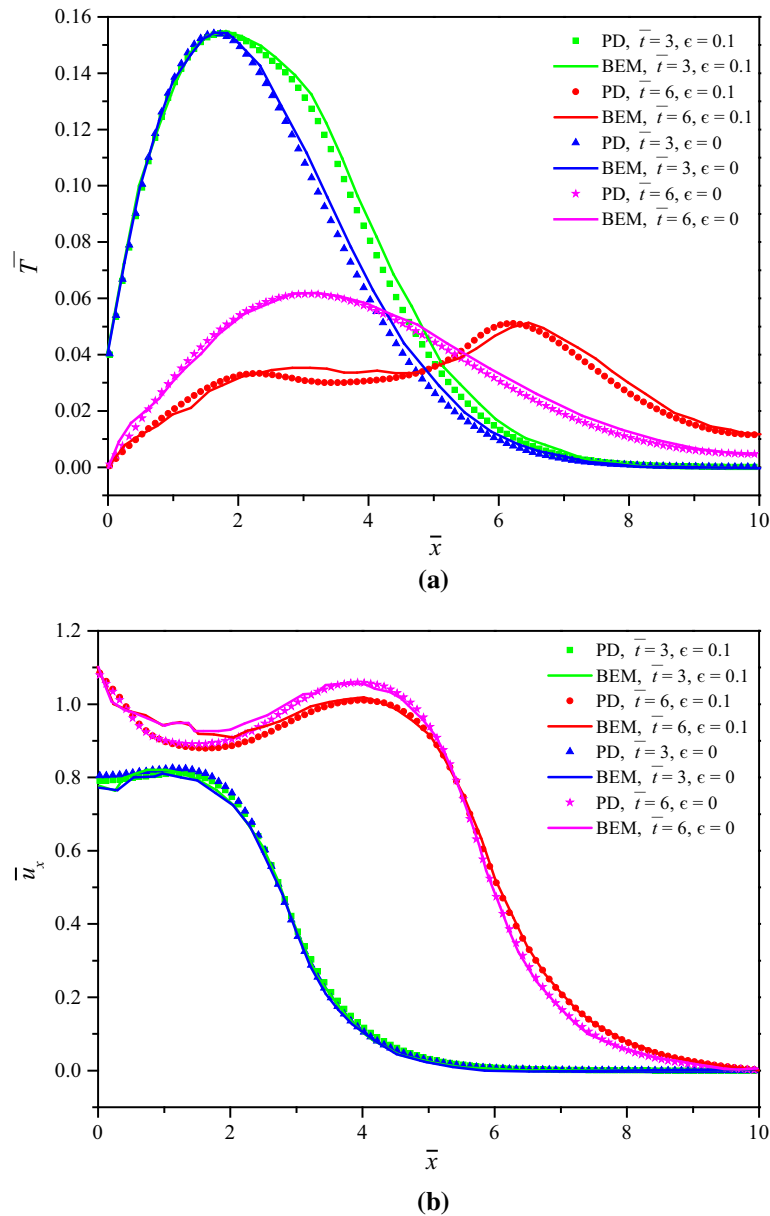 0.16
0.14
0.12
0.10
0.08
0.06
0.04
0.02
0.00
T̅
PD, t̅ = 3, ϵ = 0.1
BEM, t̅ = 3, ϵ = 0.1
PD, t̅ = 6, ϵ = 0.1
BEM, t̅ = 6, ϵ = 0.1
PD, t̅ = 3, ϵ = 0
BEM, t̅ = 3, ϵ = 0
PD, t̅ = 6, ϵ = 0
BEM, t̅ = 6, ϵ = 0
0 2 4 6 8 10
x̅
(a)
1.2
1.0
0.8
0.6
0.4
0.2
0.0
u̅ₓ
PD, t̅ = 3, ϵ = 0.1
BEM, t̅ = 3, ϵ = 0.1
PD, t̅ = 6, ϵ = 0.1
BEM, t̅ = 6, ϵ = 0.1
PD, t̅ = 3, ϵ = 0
BEM, t̅ = 3, ϵ = 0
PD, t̅ = 6, ϵ = 0
BEM, t̅ = 6, ϵ = 0
0 2 4 6 8 10
x̅
(b)